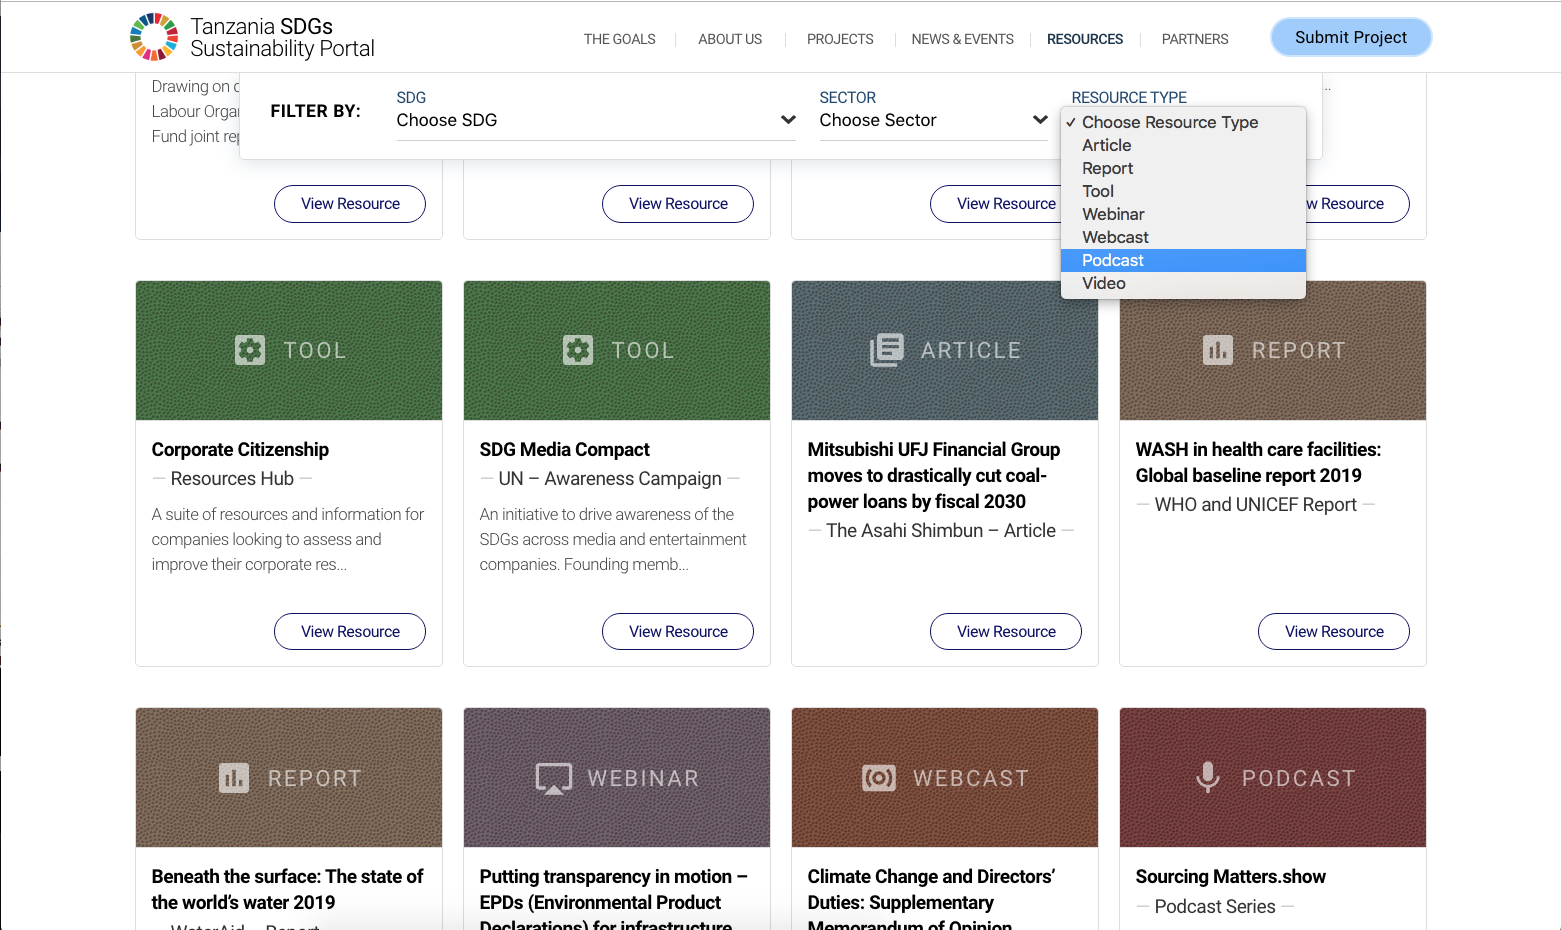 Tanzania SDGs
Sustainability Portal
THE GOALS
ABOUT US
PROJECTS
NEWS & EVENTS
RESOURCES
PARTNERS
Submit Project
Drawing on
Labour
Fund joint
..
FILTER BY:
SDG
Choose SDG
SECTOR
Choose Sector
RESOURCE TYPE
✓ Choose Resource Type
Article
Report
Tool
Webinar
Webcast
Podcast
Video
View Resource
View Resource
View Resource
Resource
TOOL
TOOL
ARTICLE
REPORT
Corporate Citizenship
— Resources Hub —
A suite of resources and information for
companies looking to assess and
improve their corporate res...
View Resource
SDG Media Compact
— UN – Awareness Campaign —
An initiative to drive awareness of the
SDGs across media and entertainment
companies. Founding memb...
View Resource
Mitsubishi UFJ Financial Group
moves to drastically cut coal-
power loans by fiscal 2030
— The Asahi Shimbun – Article —
View Resource
WASH in health care facilities:
Global baseline report 2019
— WHO and UNICEF Report —
View Resource
REPORT
WEBINAR
WEBCAST
PODCAST
Beneath the surface: The state of
the world's water 2019
— WaterAid – Report
Putting transparency in motion –
EPDs (Environmental Product
Declarations) for infrastructure
Climate Change and Directors'
Duties: Supplementary
Memorandum of Opinion
Sourcing Matters.show
— Podcast Series —